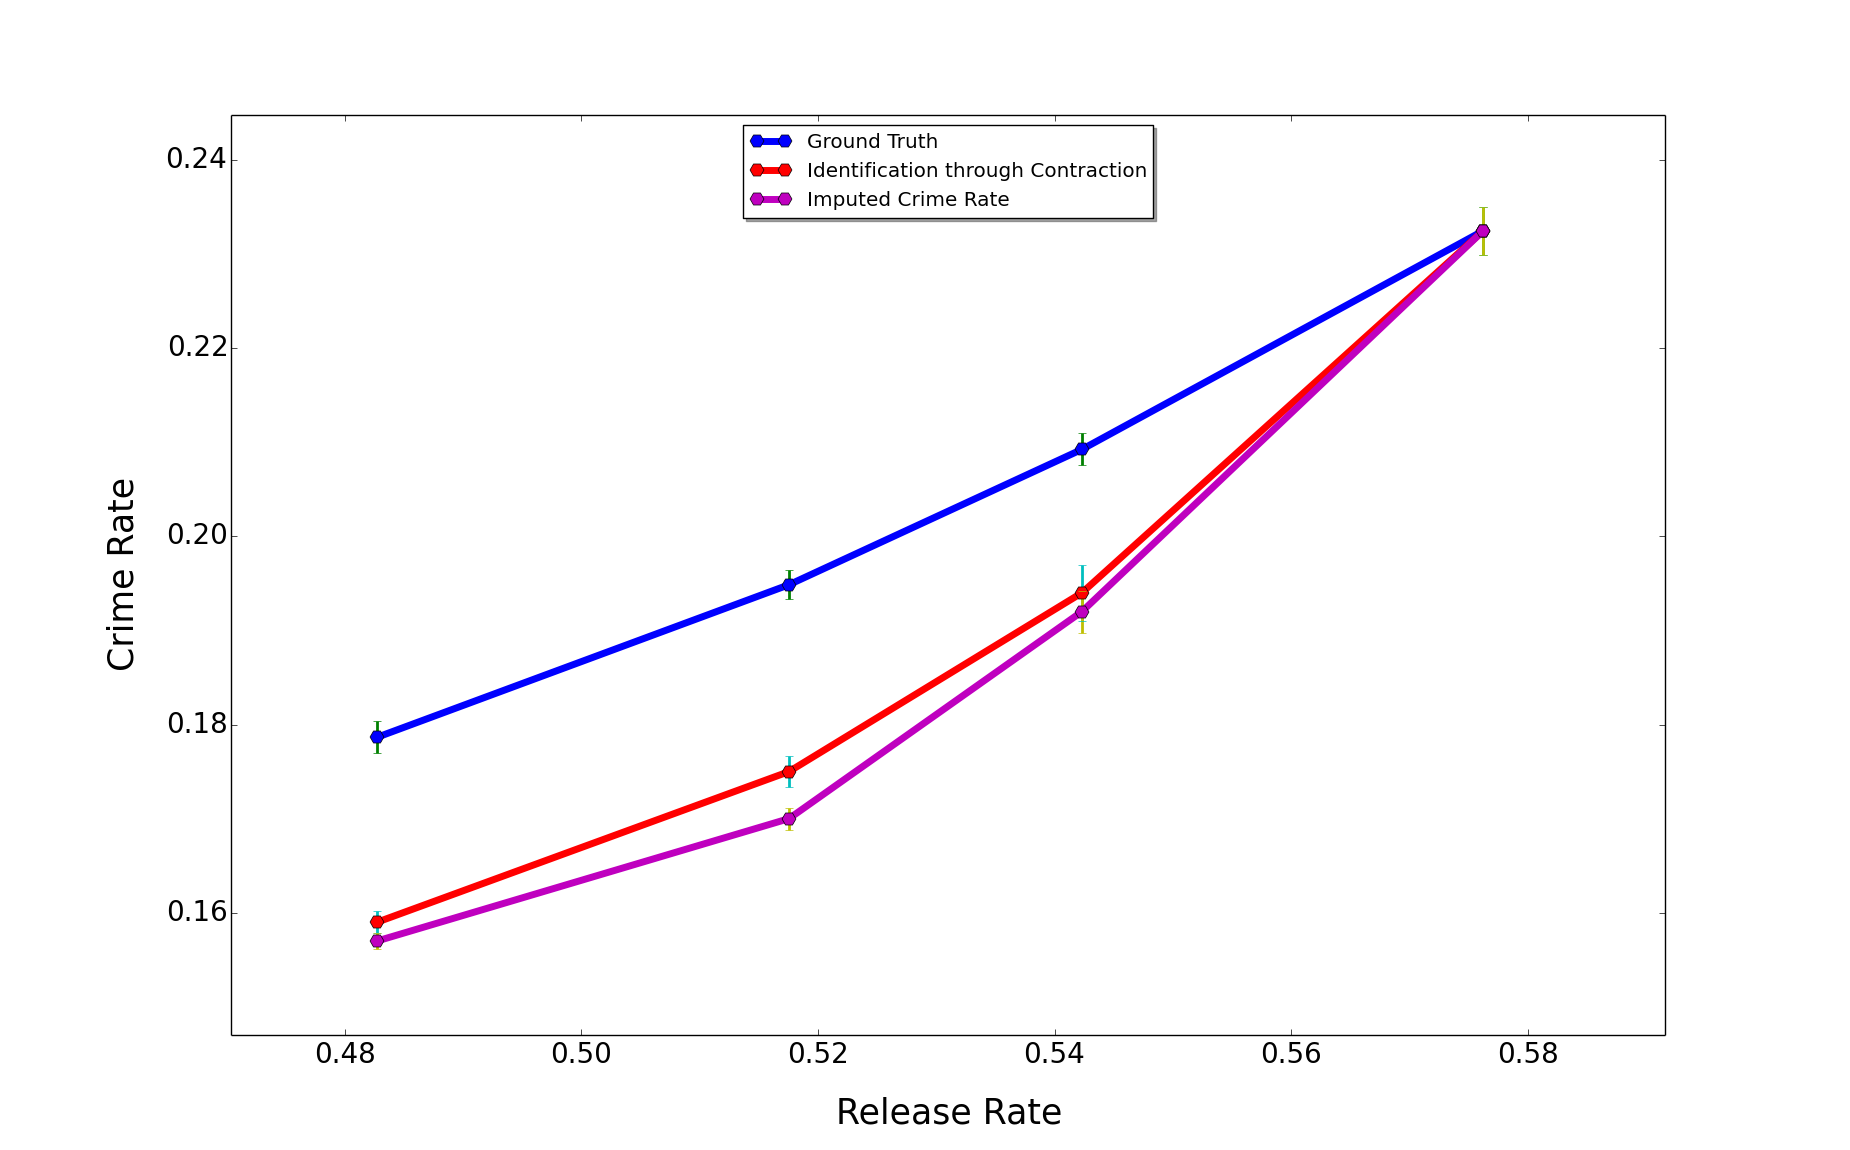 Ground Truth
Identification through Contraction
Imputed Crime Rate
0.24
0.22
0.20
0.18
0.16
Crime Rate
0.48 0.50 0.52 0.54 0.56 0.58
Release Rate